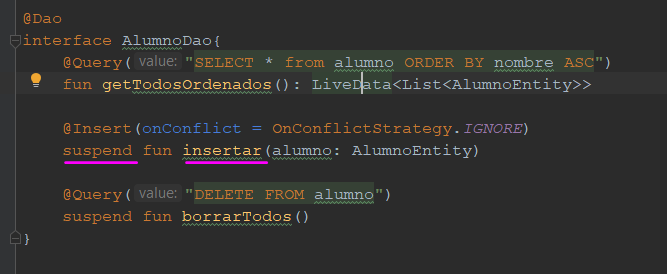 @Dao
interface AlumnoDao{
@Query( value: "SELECT * from alumno ORDER BY nombre ASC")
fun getTodosOrdenados(): LiveData<List<AlumnoEntity>>
@Insert(onConflict = OnConflictStrategy.IGNORE)
suspend fun insertar(alumno: AlumnoEntity)
@Query( value: "DELETE FROM alumno")
suspend fun borrarTodos()
}